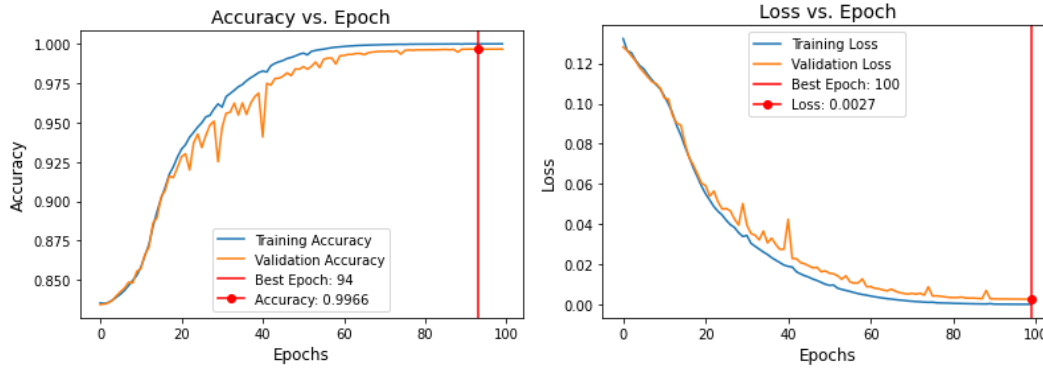 Accuracy vs. Epoch
1.000
0.975
0.950
0.925
0.900
0.875
0.850
Accuracy
Training Accuracy
Validation Accuracy
Best Epoch: 94
Accuracy: 0.9966
0 20 40 60 80 100
Epochs
Loss vs. Epoch
0.12
0.10
0.08
0.06
0.04
0.02
0.00
Loss
Training Loss
Validation Loss
Best Epoch: 100
Loss: 0.0027
0 20 40 60 80 100
Epochs